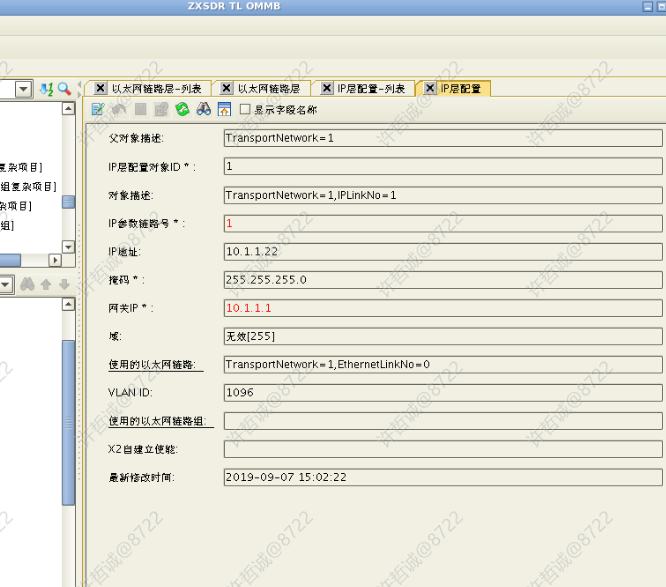 ZXSDR TL OMMB
以太网链路层-列表 以太网链路层 IP层配置-列表 IP层配置
显示字段名称
父对象描述: TransportNetwork=1
复杂项目] IP层配置对象ID * : 1
组复杂项目] 对象描述: TransportNetwork=1,IPLinkNo=1
杂项目]
组] IP参数链路号 * : 1
IP地址: 10.1.1.22
掩码 * : 255.255.255.0
网关IP * : 10.1.1.1
域: 无效[255]
使用的以太网链路: TransportNetwork=1,EthernetLinkNo=0
VLAN ID: 1096
使用的以太网链路组:
X2自建立使能:
最新修改时间: 2019-09-07 15:02:22
许哲诚@8722